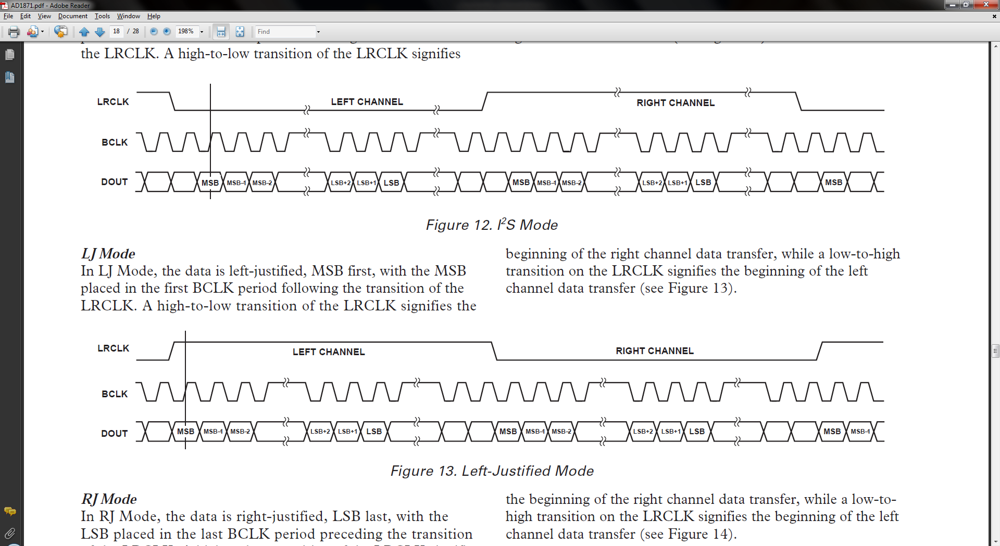 AD1871.pdf - Adobe Reader
File Edit View Document Tools Window Help
18 / 28 198% Find
the LRCLK. A high-to-low transition of the LRCLK signifies
LRCLK LEFT CHANNEL RIGHT CHANNEL
BCLK
DOUT MSB MSB–1 MSB–2 LSB+2 LSB+1 LSB MSB MSB–1 MSB–2 LSB+2 LSB+1 LSB MSB
Figure 12. I²S Mode
LJ Mode
In LJ Mode, the data is left-justified, MSB first, with the MSB
placed in the first BCLK period following the transition of the
LRCLK. A high-to-low transition of the LRCLK signifies the
beginning of the right channel data transfer, while a low-to-high
transition on the LRCLK signifies the beginning of the left
channel data transfer (see Figure 13).
LRCLK LEFT CHANNEL RIGHT CHANNEL
BCLK
DOUT MSB MSB–1 MSB–2 LSB+2 LSB+1 LSB MSB MSB–1 MSB–2 LSB+2 LSB+1 LSB MSB MSB–1
Figure 13. Left-Justified Mode
RJ Mode
In RJ Mode, the data is right-justified, LSB last, with the
LSB placed in the last BCLK period preceding the transition
the beginning of the right channel data transfer, while a low-to-
high transition on the LRCLK signifies the beginning of the left
channel data transfer (see Figure 14).